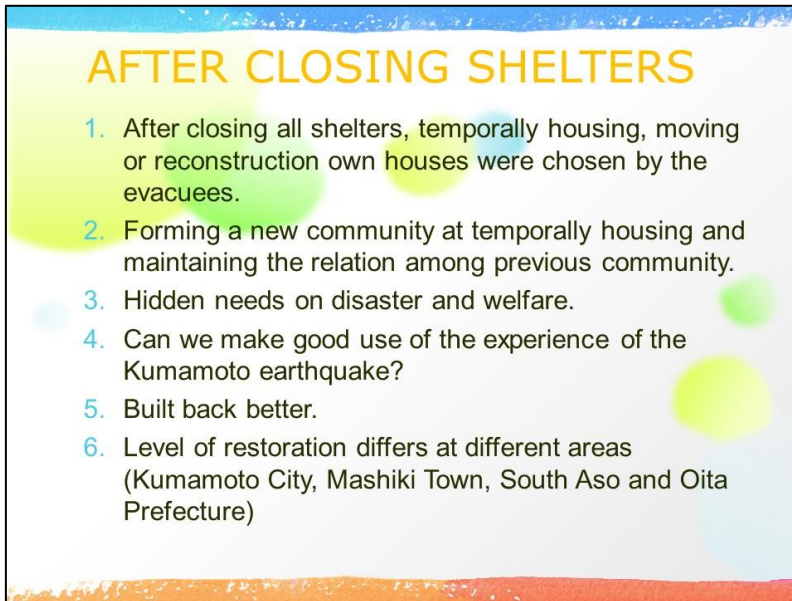 AFTER CLOSING SHELTERS
1. After closing all shelters, temporally housing, moving
or reconstruction own houses were chosen by the
evacuees.
2. Forming a new community at temporally housing and
maintaining the relation among previous community.
3. Hidden needs on disaster and welfare.
4. Can we make good use of the experience of the
Kumamoto earthquake?
5. Built back better.
6. Level of restoration differs at different areas
(Kumamoto City, Mashiki Town, South Aso and Oita
Prefecture)